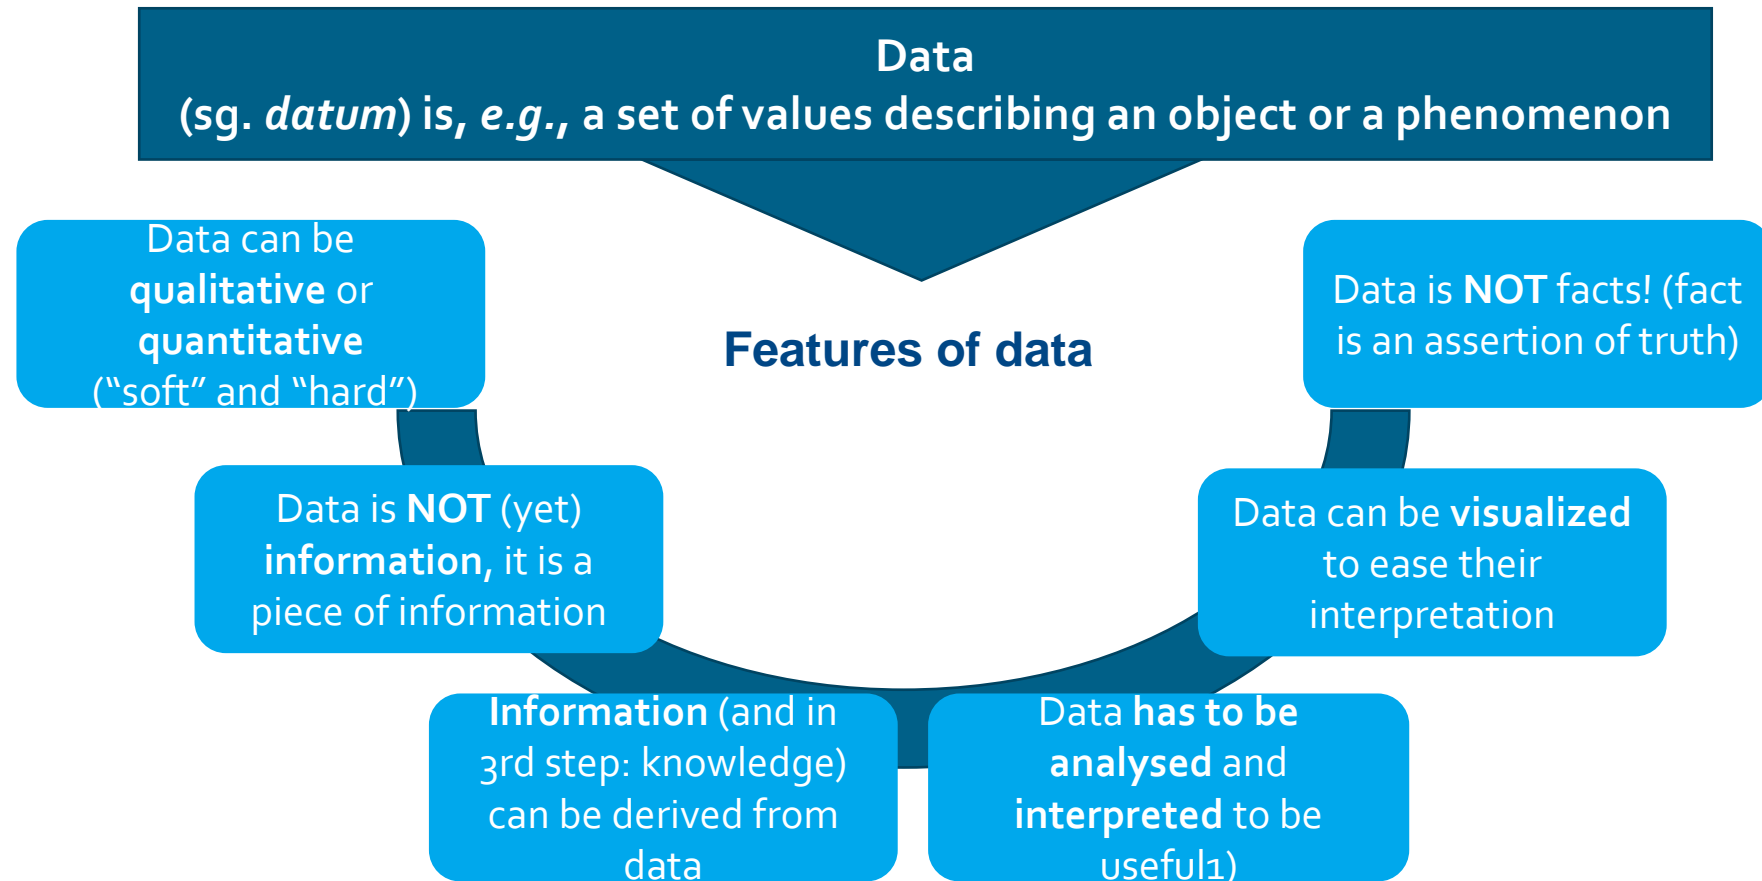 Data
(sg. datum) is, e.g., a set of values describing an object or a phenomenon
Features of data
Data can be
qualitative or
quantitative
(“soft” and “hard”)
Data is NOT (yet)
information, it is a
piece of information
Information (and in
3rd step: knowledge)
can be derived from
data
Data has to be
analysed and
interpreted to be
useful1)
Data can be visualized
to ease their
interpretation
Data is NOT facts! (fact
is an assertion of truth)